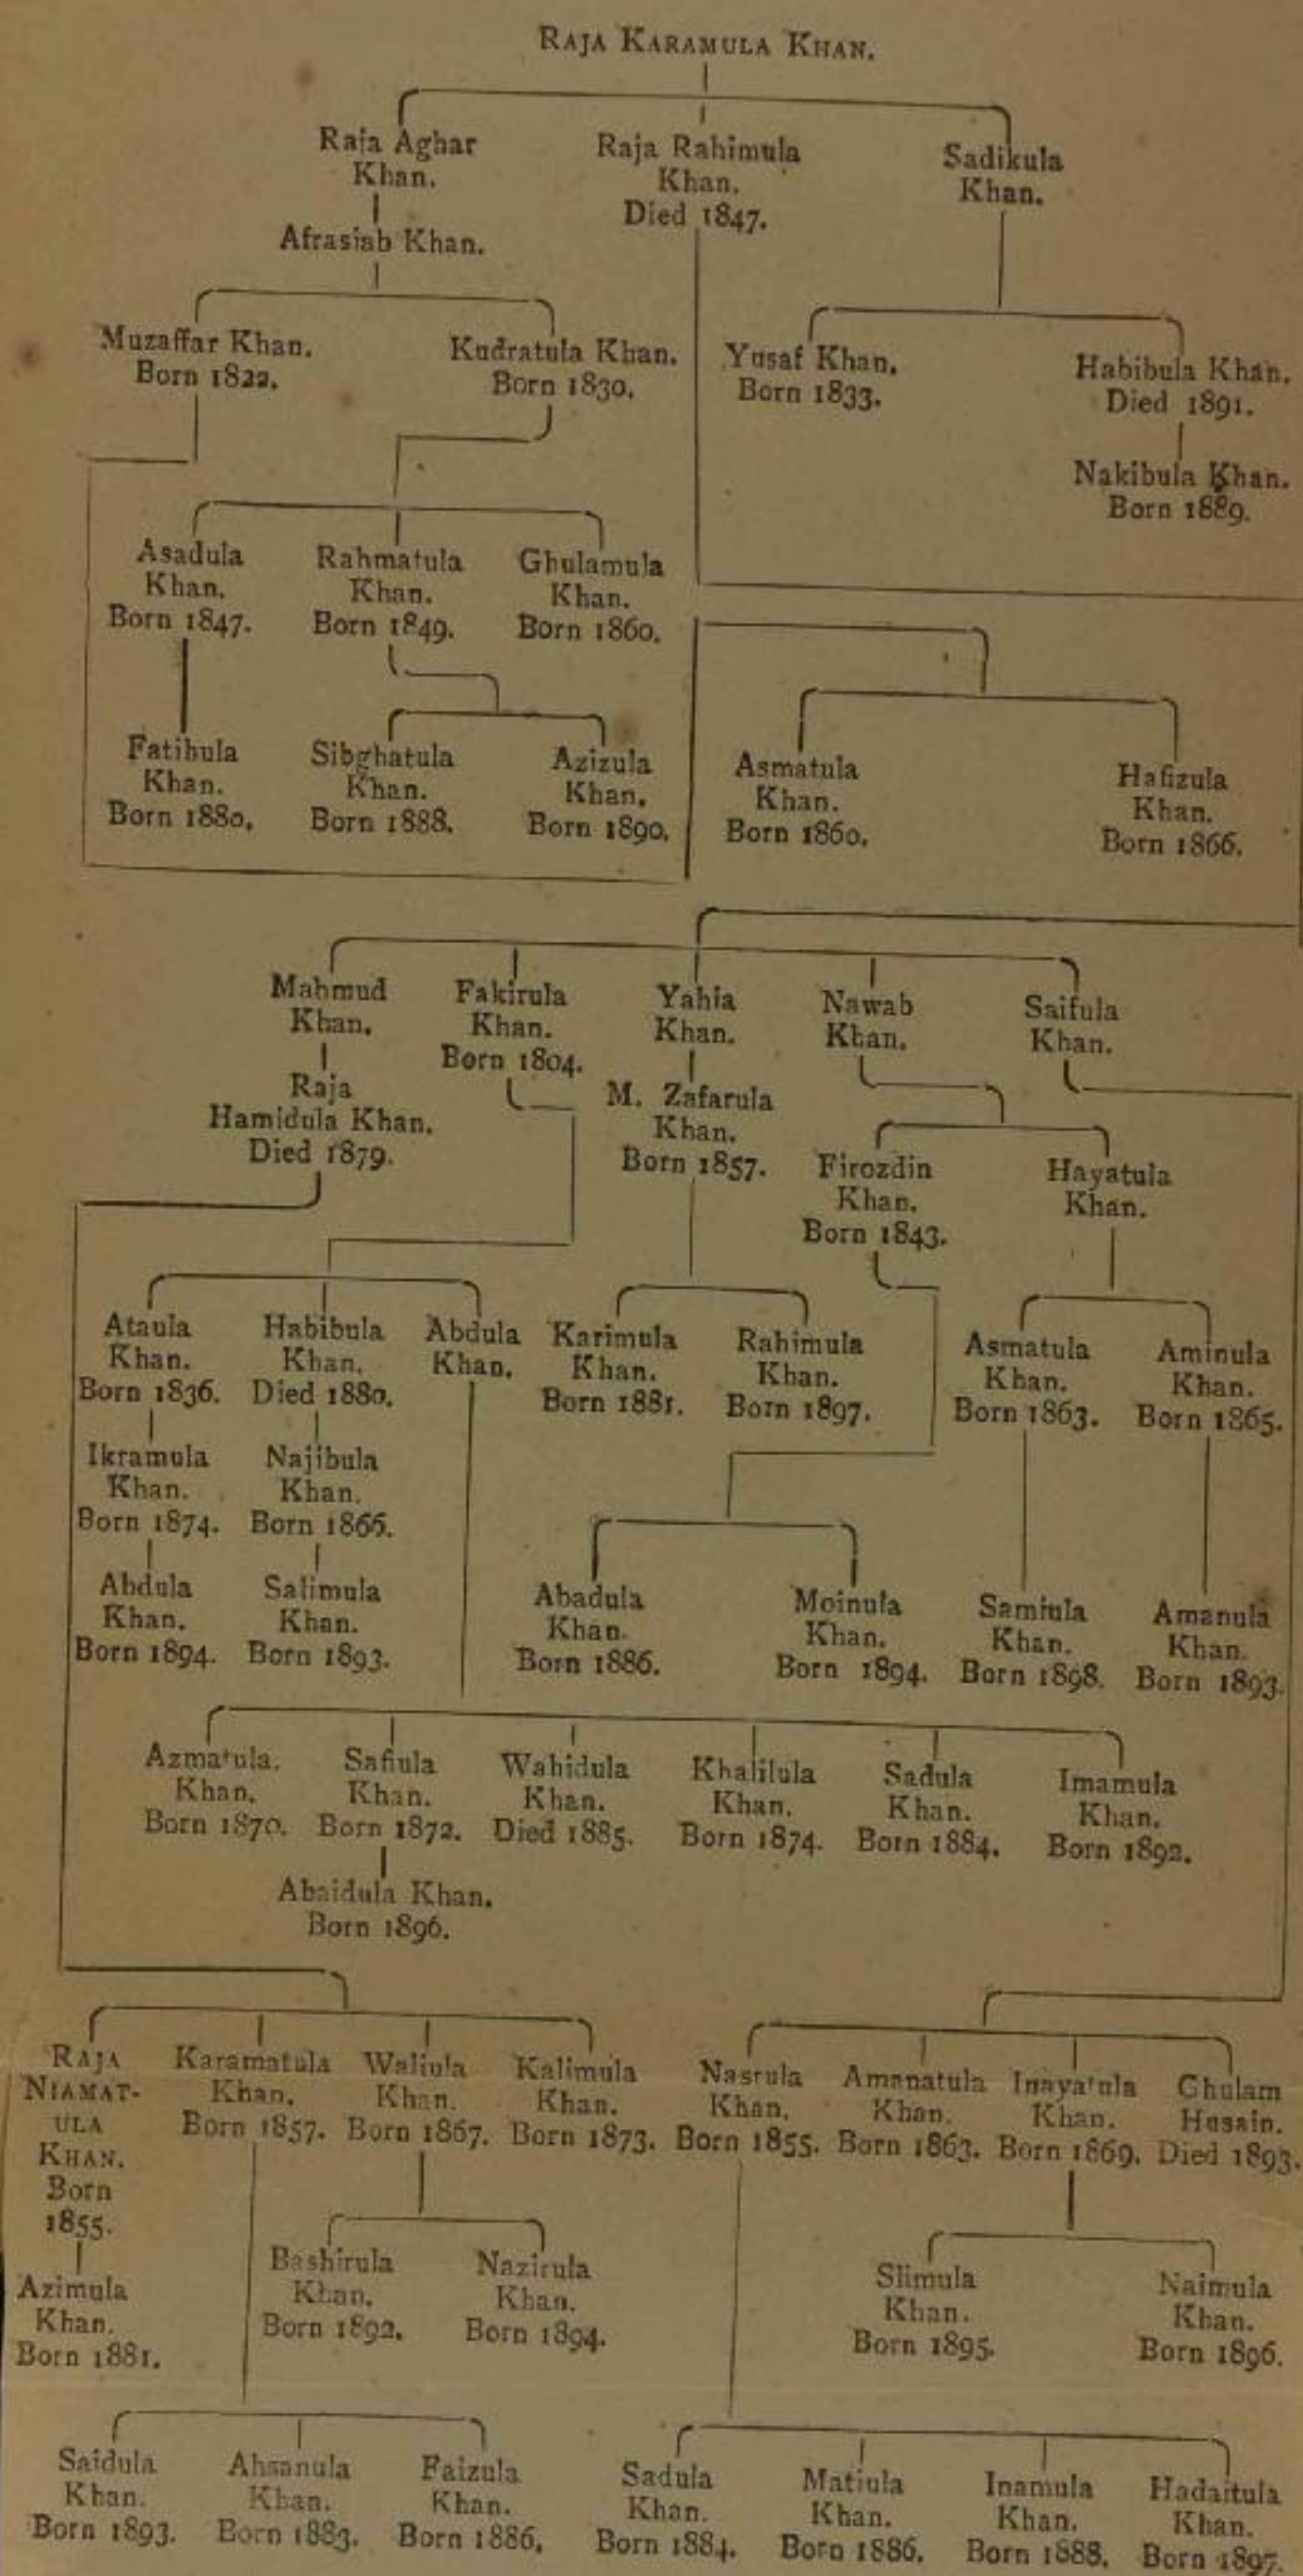 RAJA KARAMULA KHAN.
Raja Aghar
Khan.
Raja Rahimula
Khan.
Died 1847.
Sadikula
Khan.
Afrasiab Khan.
Muzaffar Khan.
Born 1822.
Kudratula Khan.
Born 1830.
Yusaf Khan.
Born 1833.
Habibula Khan.
Died 1891.
Nakibula Khan.
Born 1889.
Asadula
Khan.
Born 1847.
Rahmatula
Khan.
Born 1849.
Ghulamula
Khan.
Born 1860.
Fatihula
Khan.
Born 1880.
Sibghatula
Khan.
Born 1888.
Azizula
Khan.
Born 1890.
Asmatula
Khan.
Born 1860.
Hafizula
Khan.
Born 1866.
Mahmud
Khan.
Fakirula
Khan.
Born 1804.
Yahia
Khan.
Nawab
Khan.
Saifula
Khan.
Raja
Hamidula Khan.
Died 1879.
M. Zafarula
Khan.
Born 1857.
Firozdin
Khan.
Born 1843.
Hayatula
Khan.
Ataula
Khan.
Born 1836.
Habibula
Khan.
Died 1880.
Abdula
Khan.
Karimula
Khan.
Born 1881.
Rahimula
Khan.
Born 1897.
Asmatula
Khan.
Born 1863.
Aminula
Khan.
Born 1865.
Ikramula
Khan.
Born 1874.
Najibula
Khan.
Born 1866.
Abdula
Khan.
Born 1894.
Salimula
Khan.
Born 1893.
Abadula
Khan.
Born 1886.
Moinula
Khan.
Born 1894.
Samiula
Khan.
Born 1898.
Amanula
Khan.
Born 1893.
Azmatula.
Khan.
Born 1870.
Safiula
Khan.
Born 1872.
Wahidula
Khan.
Died 1885.
Khalilula
Khan.
Born 1874.
Sadula
Khan.
Born 1884.
Imamula
Khan.
Born 1892.
Abaidula Khan.
Born 1896.
RAJA
NIAMAT-
ULA
KHAN.
Born
1855.
Karamatula
Khan.
Born 1857.
Waliula
Khan.
Born 1867.
Kalimula
Khan.
Born 1873.
Nasrula
Khan.
Born 1855.
Amanatula
Khan.
Born 1863.
Inayatula
Khan.
Born 1869.
Ghulam
Husain.
Died 1893.
Azimula
Khan.
Born 1881.
Bashirula
Khan.
Born 1892.
Nazirula
Khan.
Born 1894.
Slimula
Khan.
Born 1895.
Naimula
Khan.
Born 1896.
Saidula
Khan.
Born 1893.
Ahsanula
Khan.
Born 1883.
Faizula
Khan.
Born 1886.
Sadula
Khan.
Born 1884.
Matiula
Khan.
Born 1886.
Inamula
Khan.
Born 1888.
Hadaitula
Khan.
Born 1897.